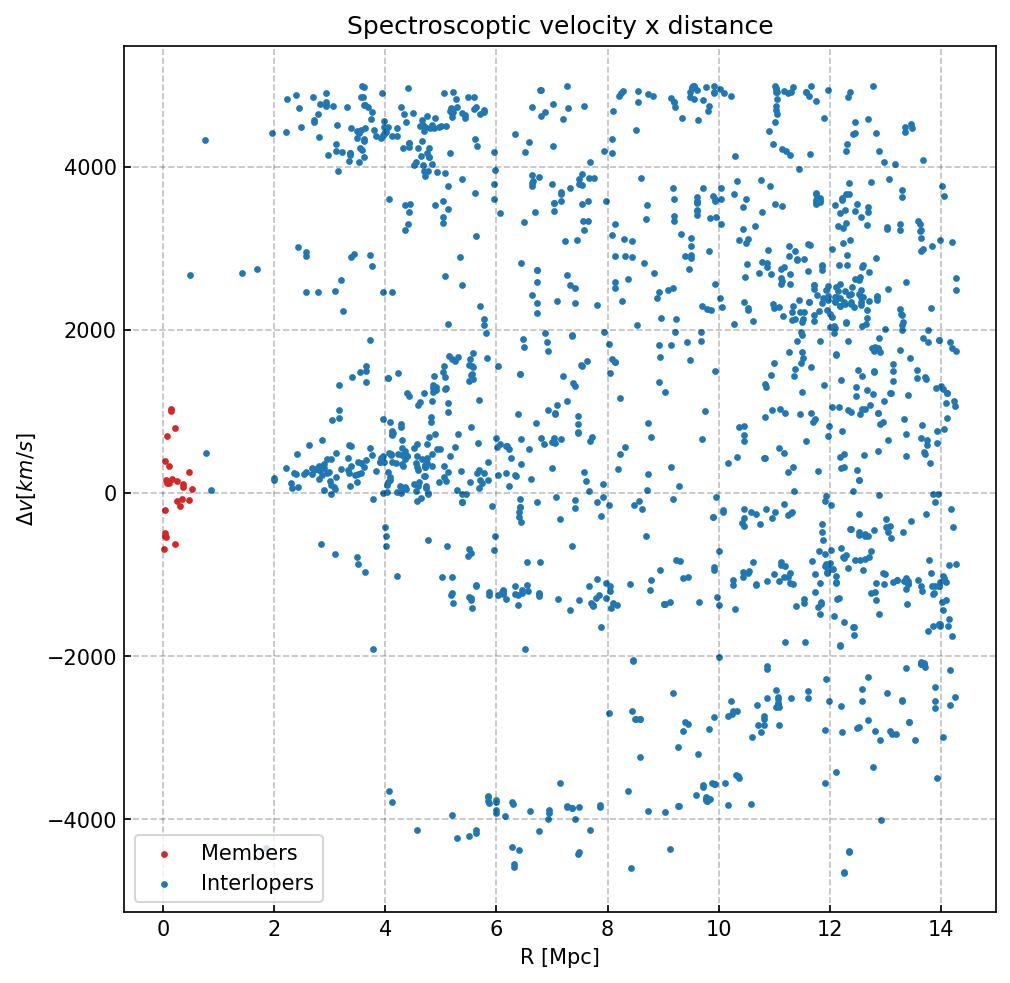 Spectroscoptic velocity x distance
Δv[km/s]
4000
2000
0
−2000
−4000
Members
Interlopers
0 2 4 6 8 10 12 14
R [Mpc]